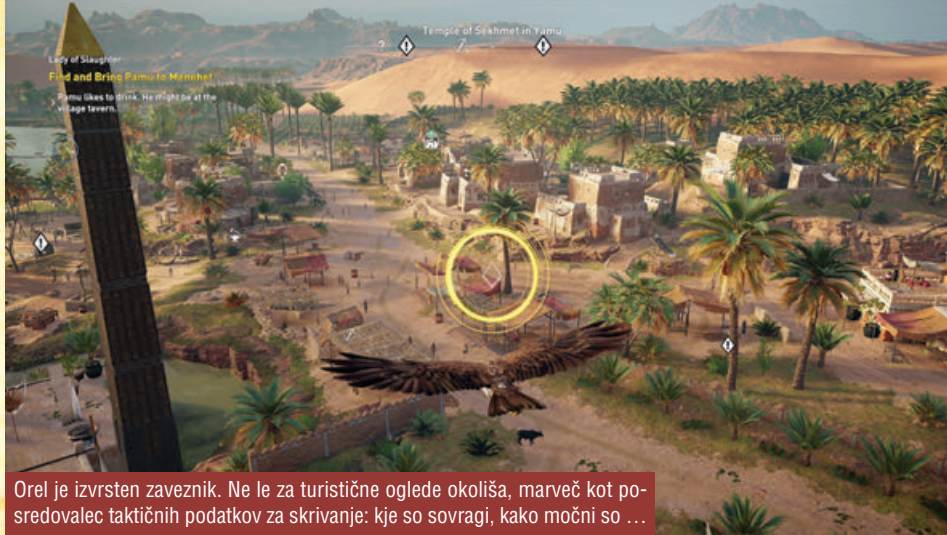 Temple of Sekhmet in Yamu
?
Lady of Slaughter
Find and Bring Pamu to Menehet
Pamu likes to drink. He might be at the
village tavern.
Orel je izvrsten zaveznik. Ne le za turistične oglede okoliša, marveč kot po-
sredovalec taktičnih podatkov za skrivanje: kje so sovragi, kako močni so …